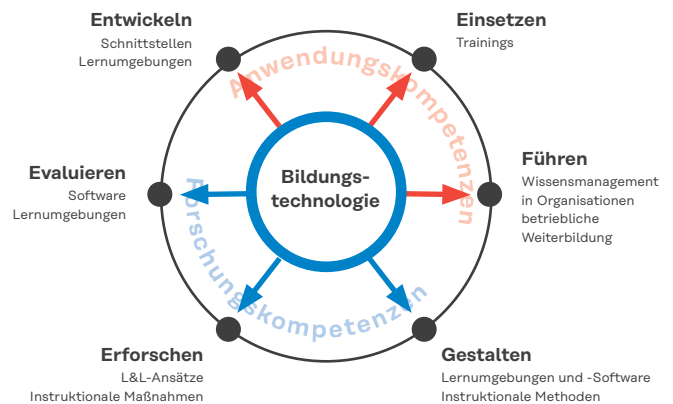 Entwickeln
Schnittstellen
Lernumgebungen
Einsetzen
Trainings
Anwendungskompetenzen
Evaluieren
Software
Lernumgebungen
Bildungs-
technologie
Führen
Wissensmanagement
in Organisationen
betriebliche
Weiterbildung
Forschungskompetenzen
Erforschen
L&L-Ansätze
Instruktionale Maßnahmen
Gestalten
Lernumgebungen und -Software
Instruktionale Methoden